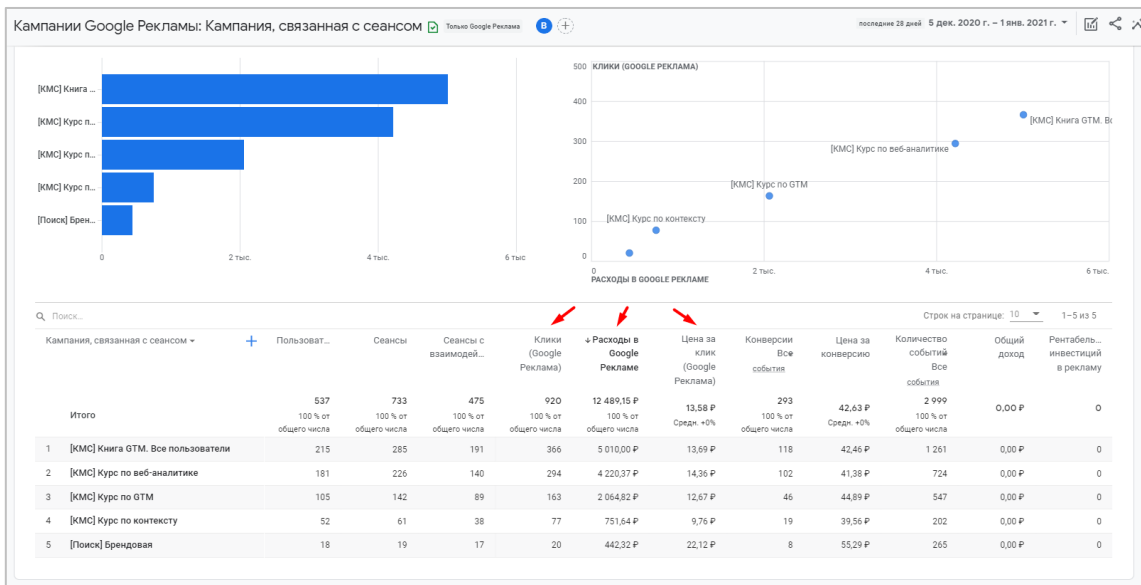 Кампании Google Рекламы: Кампания, связанная с сеансом Только Google Реклама B
последние 28 дней 5 дек. 2020 г. – 1 янв. 2021 г.
[КМС] Книга ...
[КМС] Курс п...
[КМС] Курс п...
[КМС] Курс п...
[Поиск] Брен...
0 2 тыс. 4 тыс. 6 тыс
КЛИКИ (GOOGLE РЕКЛАМА)
500
400
300
200
100
0
[КМС] Книга GTM. Вс
[КМС] Курс по веб-аналитике
[КМС] Курс по GTM
[КМС] Курс по контексту
0 2 тыс. 4 тыс. 6 тыс.
РАСХОДЫ В GOOGLE РЕКЛАМЕ
Поиск...
Строк на странице: 10 1–5 из 5
Кампания, связанная с сеансом + Пользоват... Сеансы Сеансы с взаимодей... Клики (Google Реклама) ↓ Расходы в Google Рекламе Цена за клик (Google Реклама) Конверсии Все события Цена за конверсию Количество событий Все события Общий доход Рентабель... инвестиций в рекламу
Итого 537 733 475 920 12 489,15 ₽ 13,58 ₽ 293 42,63 ₽ 2 999 0,00 ₽ 0
100 % от общего числа 100 % от общего числа 100 % от общего числа 100 % от общего числа 100 % от общего числа Средн. +0% 100 % от общего числа Средн. +0% 100 % от общего числа
1 [КМС] Книга GTM. Все пользователи 215 285 191 366 5 010,00 ₽ 13,69 ₽ 118 42,46 ₽ 1 261 0,00 ₽ 0
2 [КМС] Курс по веб-аналитике 181 226 140 294 4 220,37 ₽ 14,36 ₽ 102 41,38 ₽ 724 0,00 ₽ 0
3 [КМС] Курс по GTM 105 142 89 163 2 064,82 ₽ 12,67 ₽ 46 44,89 ₽ 547 0,00 ₽ 0
4 [КМС] Курс по контексту 52 61 38 77 751,64 ₽ 9,76 ₽ 19 39,56 ₽ 202 0,00 ₽ 0
5 [Поиск] Брендовая 18 19 17 20 442,32 ₽ 22,12 ₽ 8 55,29 ₽ 265 0,00 ₽ 0